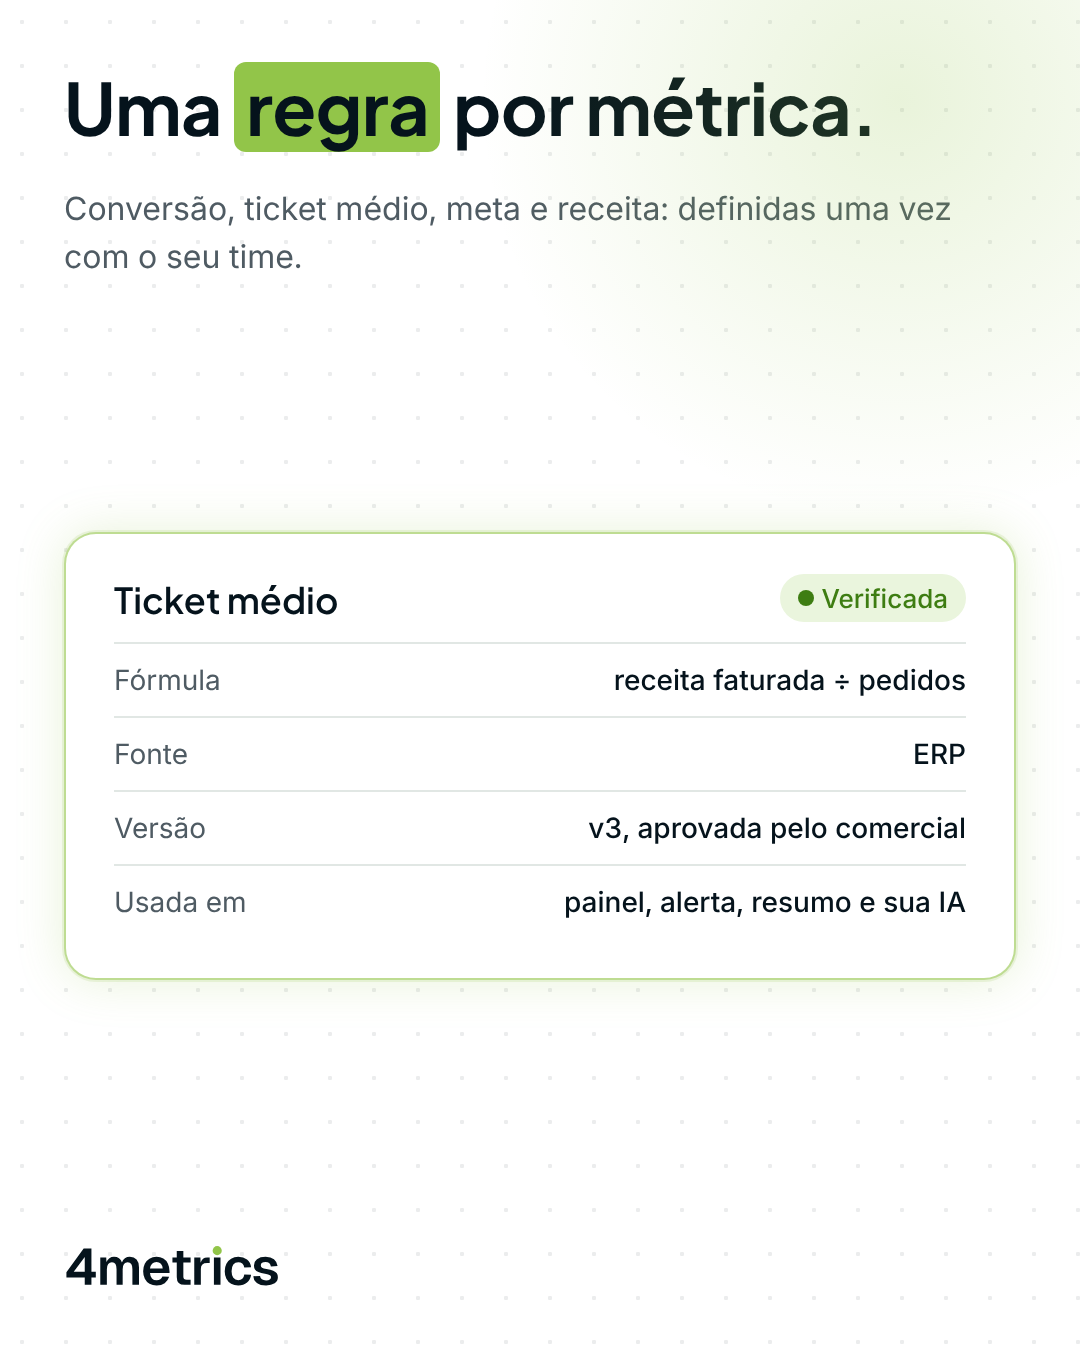 Uma regra por métrica.
Conversão, ticket médio, meta e receita: definidas uma vez
com o seu time.
Ticket médio
Verificada
Fórmula
receita faturada ÷ pedidos
Fonte
ERP
Versão
v3, aprovada pelo comercial
Usada em
painel, alerta, resumo e sua IA
4metrics